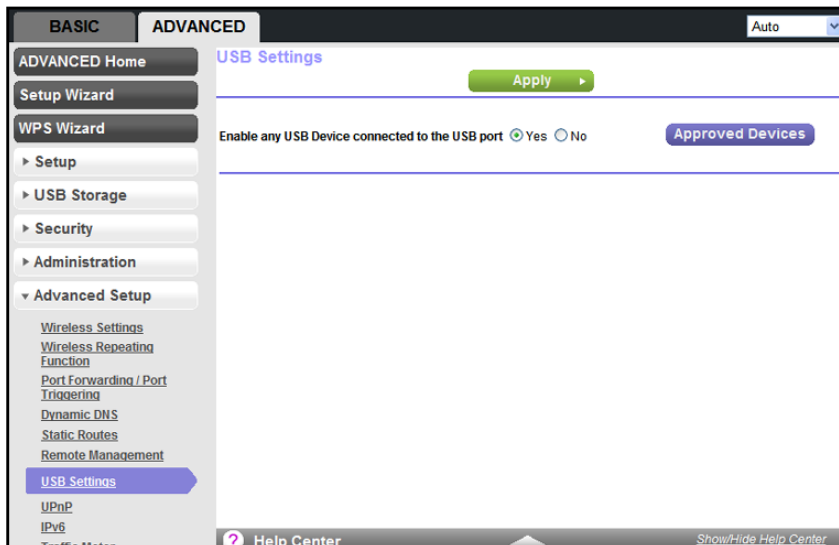 BASIC
ADVANCED
Auto
ADVANCED Home
Setup Wizard
WPS Wizard
Setup
USB Storage
Security
Administration
Advanced Setup
Wireless Settings
Wireless Repeating
Function
Port Forwarding / Port
Triggering
Dynamic DNS
Static Routes
Remote Management
USB Settings
UPnP
IPv6
Traffic Meter
USB Settings
Apply
Enable any USB Device connected to the USB port Yes No
Approved Devices
? Help Center
Show/Hide Help Center